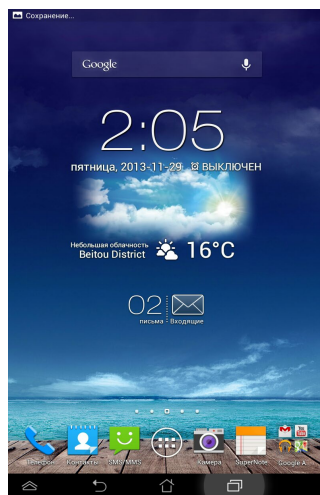 Сохранение...
Google
2:05
пятница, 2013-11-29 ВЫКЛЮЧЕН
Небольшая облачность
Beitou District
16°C
02
письма Входящие
Телефон Контакты SMS/MMS Камера SuperNote Google А.